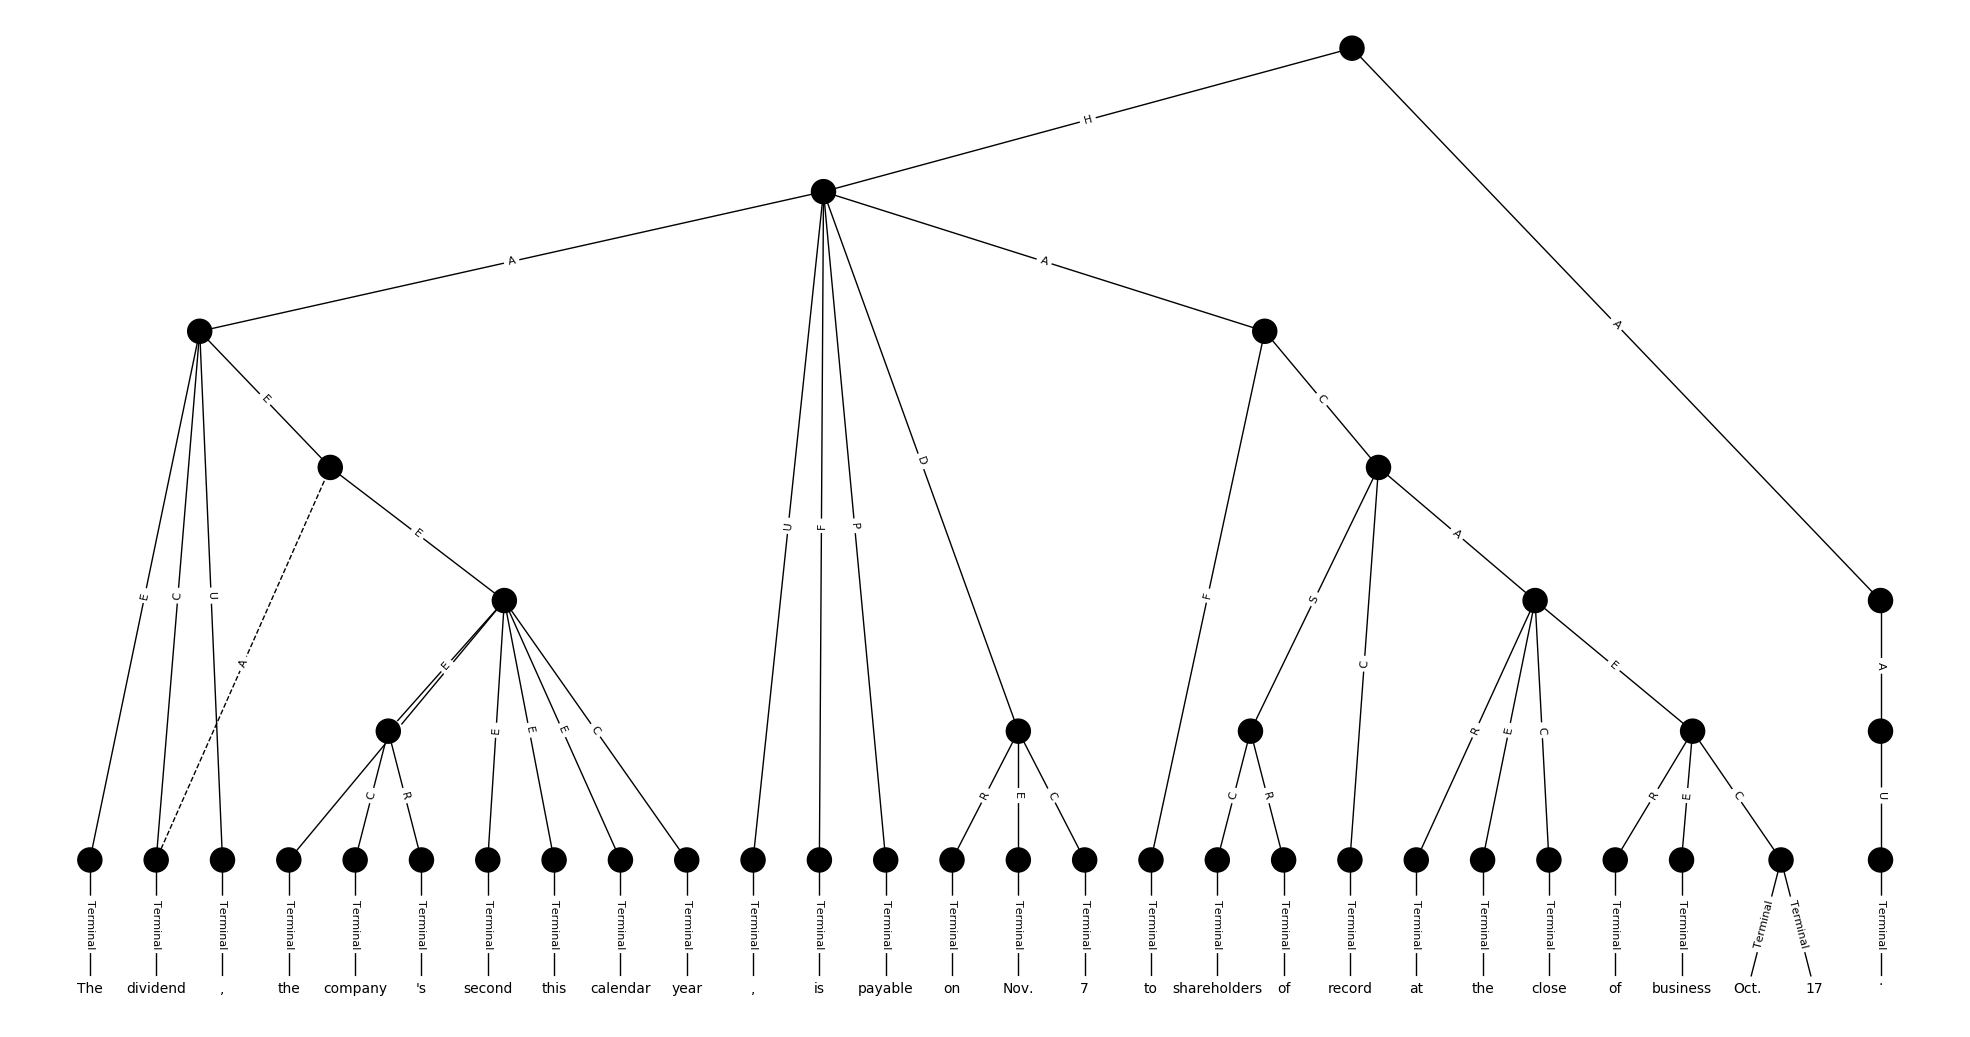 H
A A A
E C
E C U E A
U F P D F S C A
A E E E E C R E C E A
C R R E C C R R E C U
Terminal Terminal Terminal Terminal Terminal Terminal Terminal Terminal Terminal Terminal Terminal Terminal Terminal Terminal Terminal Terminal Terminal Terminal Terminal Terminal Terminal Terminal Terminal Terminal Terminal Terminal Terminal Terminal
The dividend , the company 's second this calendar year , is payable on Nov. 7 to shareholders of record at the close of business Oct. 17 .